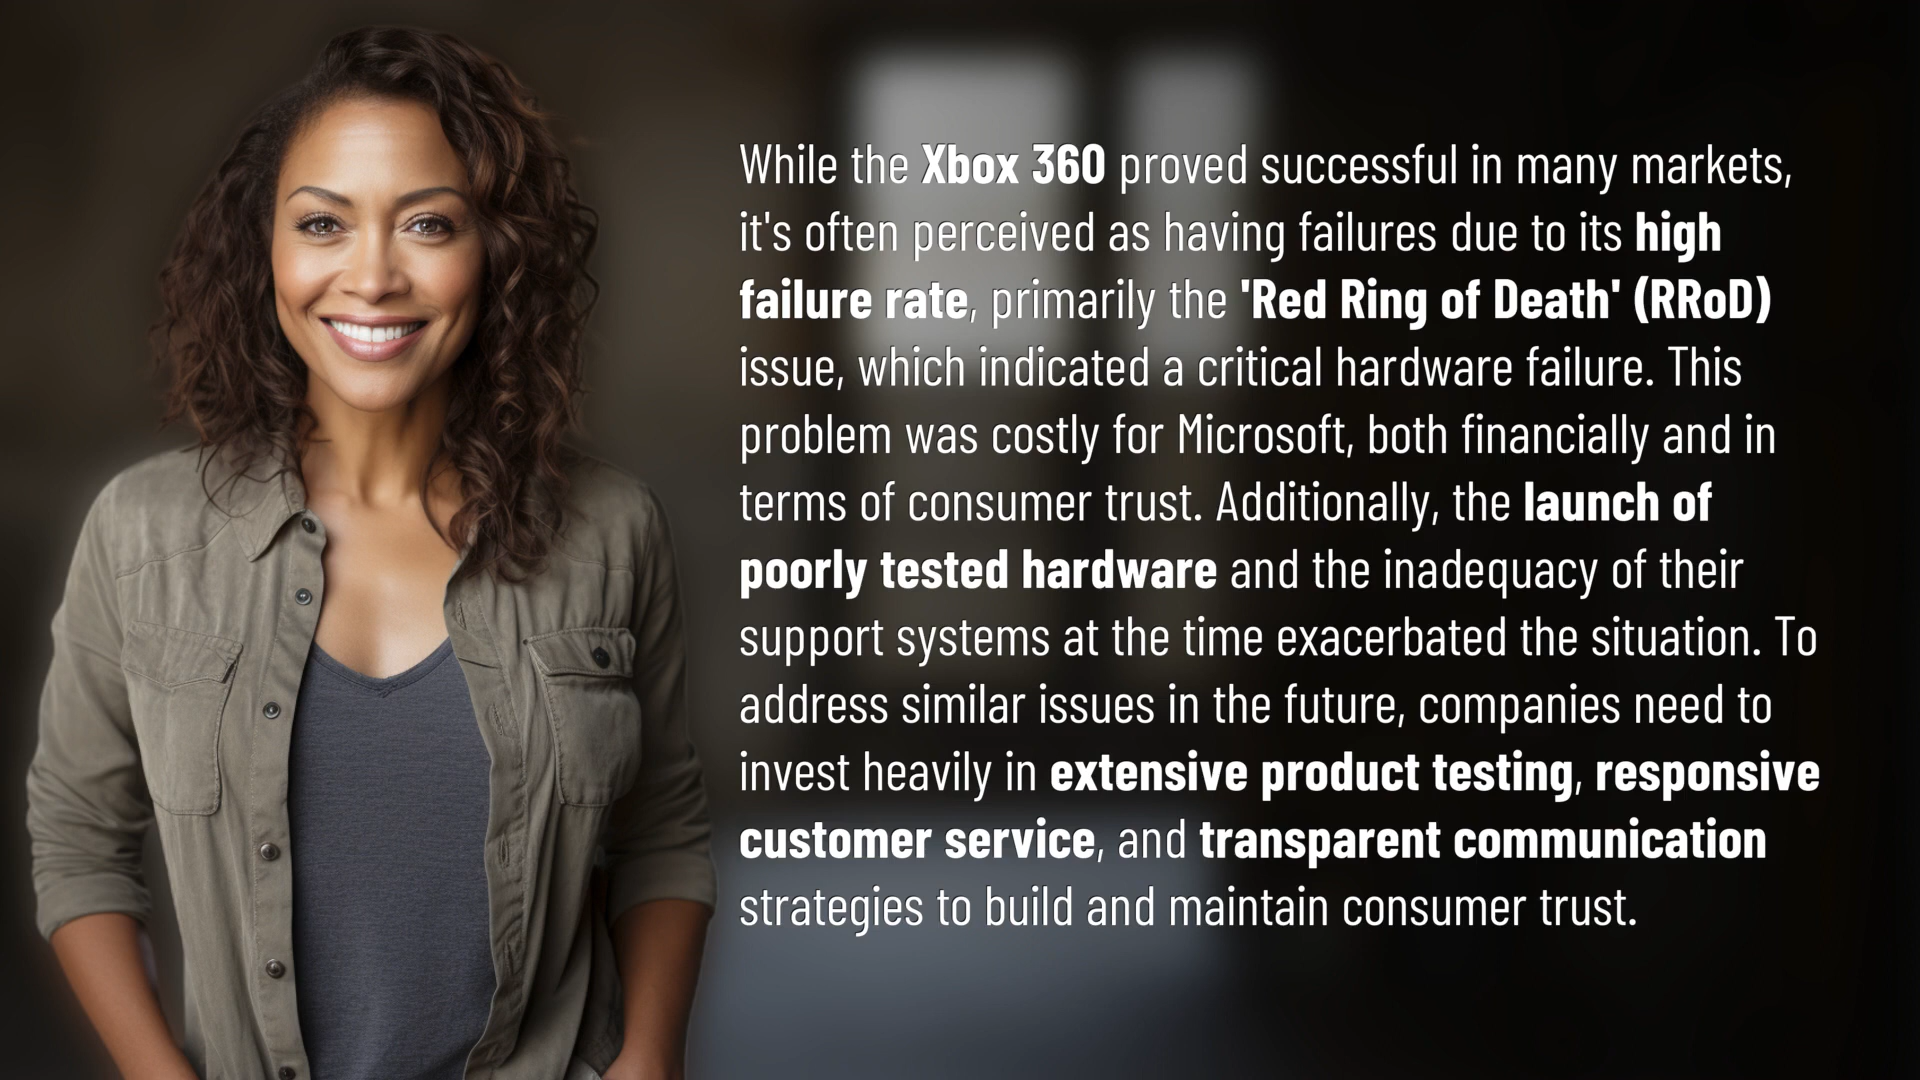 While the Xbox 360 proved successful in many markets,
it's often perceived as having failures due to its high
failure rate, primarily the 'Red Ring of Death' (RRoD)
issue, which indicated a critical hardware failure. This
problem was costly for Microsoft, both financially and in
terms of consumer trust. Additionally, the launch of
poorly tested hardware and the inadequacy of their
support systems at the time exacerbated the situation. To
address similar issues in the future, companies need to
invest heavily in extensive product testing, responsive
customer service, and transparent communication
strategies to build and maintain consumer trust.